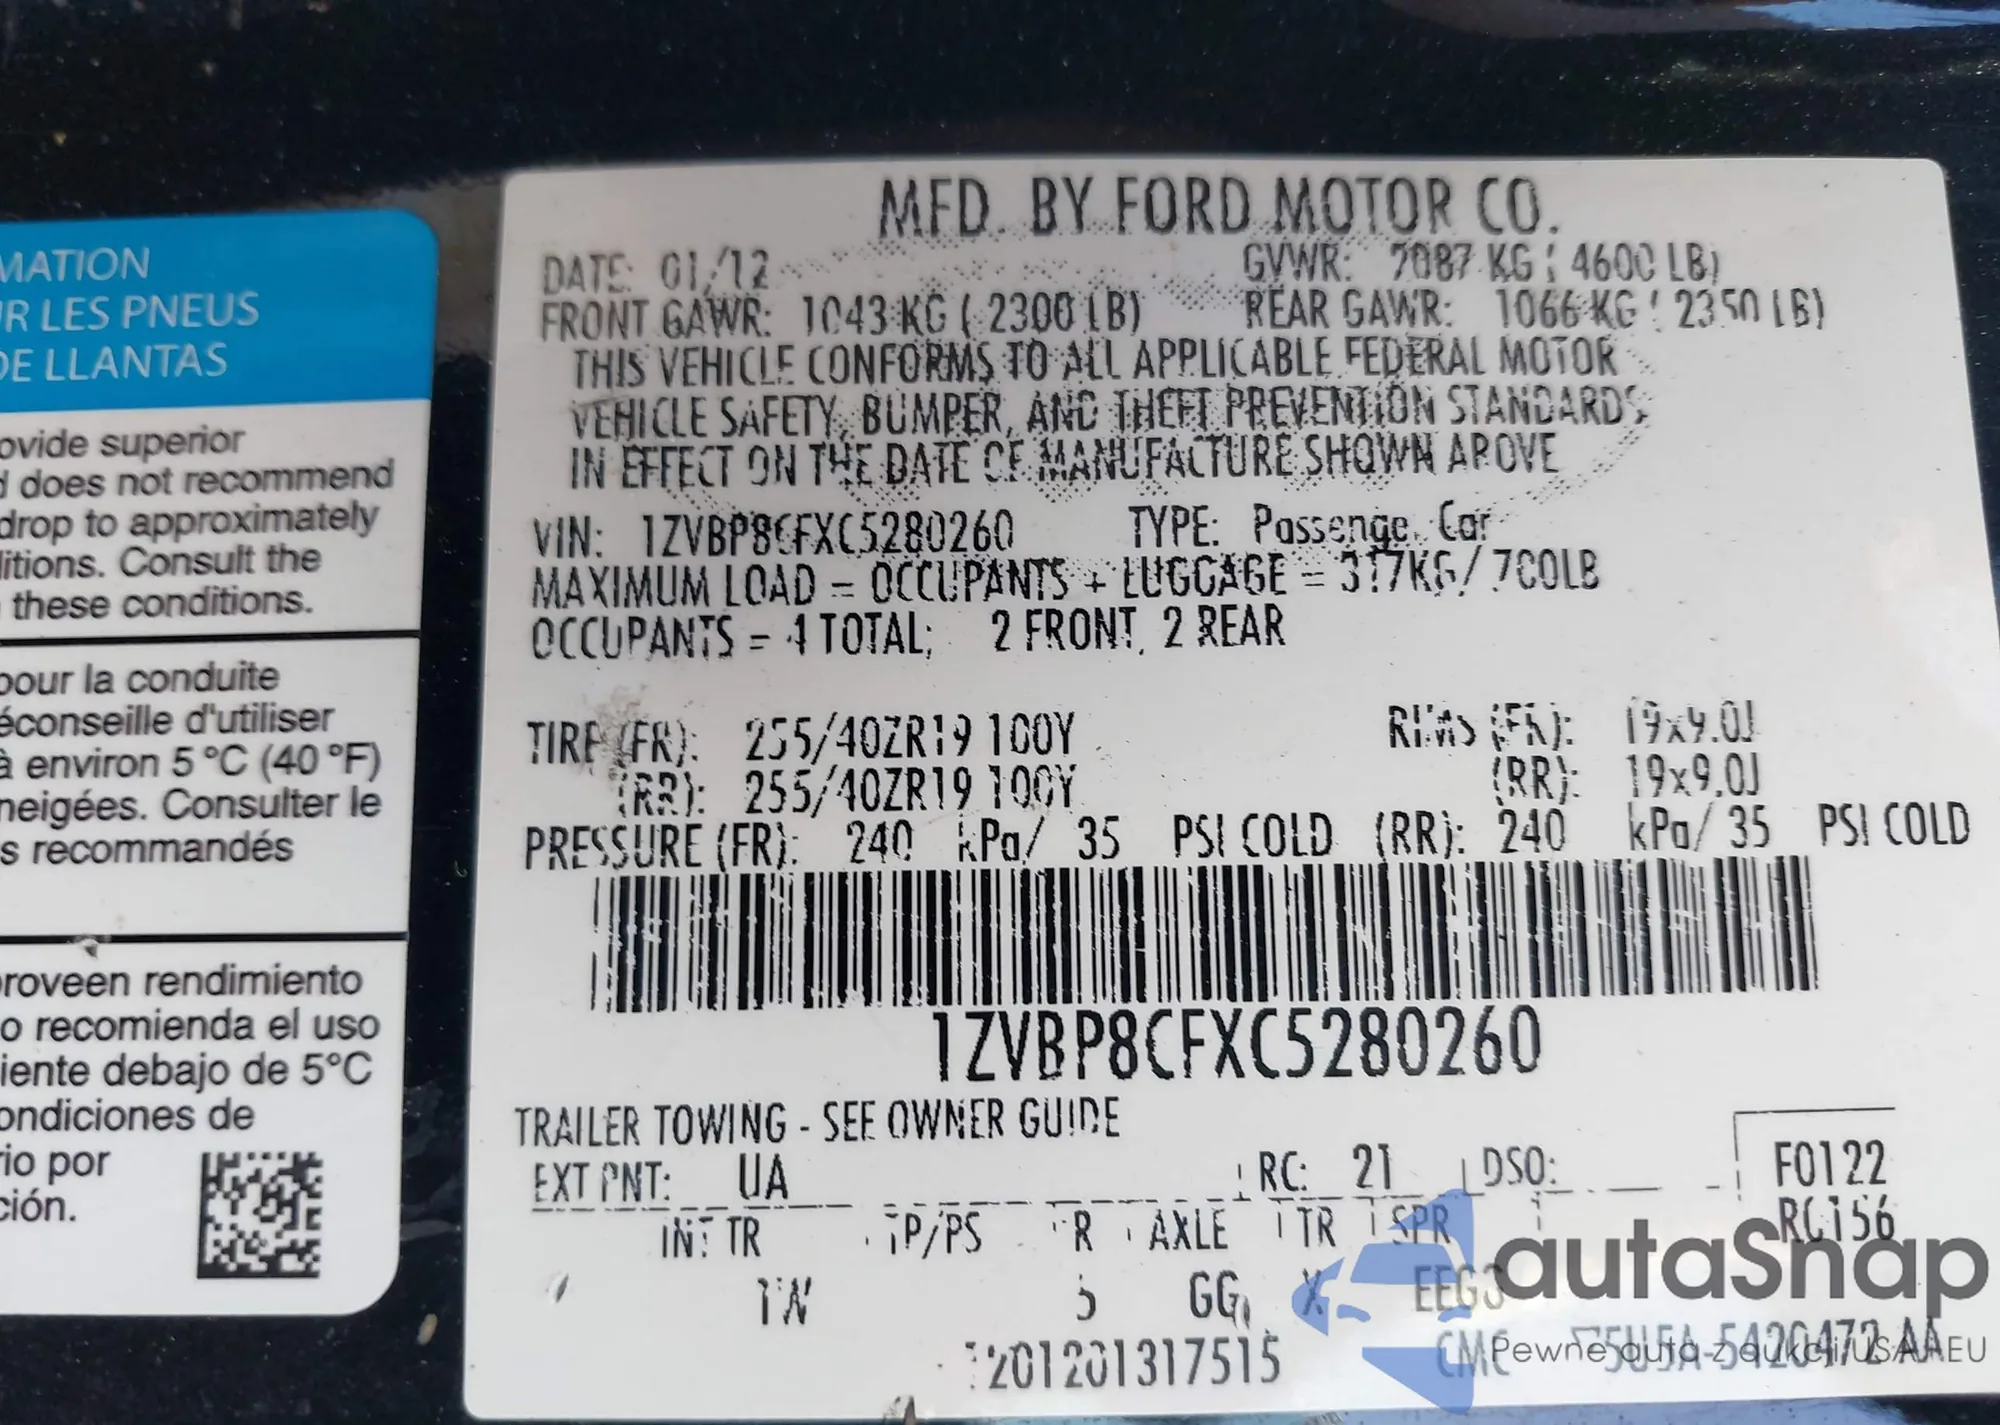 MATION
R LES PNEUS
DE LLANTAS
ovide superior
d does not recommend
drop to approximately
ditions. Consult the
these conditions.
pour la conduite
éconseille d'utiliser
à environ 5 °C (40 °F)
neigées. Consulter le
s recommandés
proveen rendimiento
o recomienda el uso
iente debajo de 5°C
ondiciones de
rio por
ción.
MFD. BY FORD MOTOR CO.
DATE: 01/12 GVWR: 2087 KG ( 4600 LB)
FRONT GAWR: 1043 KG ( 2300 LB) REAR GAWR: 1066 KG ( 2350 LB)
THIS VEHICLE CONFORMS TO ALL APPLICABLE FEDERAL MOTOR
VEHICLE SAFETY, BUMPER, AND THEFT PREVENTION STANDARDS
IN EFFECT ON THE DATE OF MANUFACTURE SHOWN ABOVE
VIN: 1ZVBP8CFXC5280260 TYPE: Passenger Car
MAXIMUM LOAD = OCCUPANTS + LUGGAGE = 317KG/ 700LB
OCCUPANTS = 4 TOTAL; 2 FRONT, 2 REAR
TIRE (FR): 255/40ZR19 100Y RIMS (FR): 19x9.0J
(RR): 255/40ZR19 100Y (RR): 19x9.0J
PRESSURE (FR): 240 kPa/ 35 PSI COLD (RR): 240 kPa/ 35 PSI COLD
1ZVBP8CFXC5280260
TRAILER TOWING - SEE OWNER GUIDE
EXT PNT: UA RC: 21 DSO: F0122
INT TR TP/PS R AXLE TR SPR RC156
TW 5 GG X EEG3
201201317515
autaSnap
Pewne auta z aukcji USA i EU